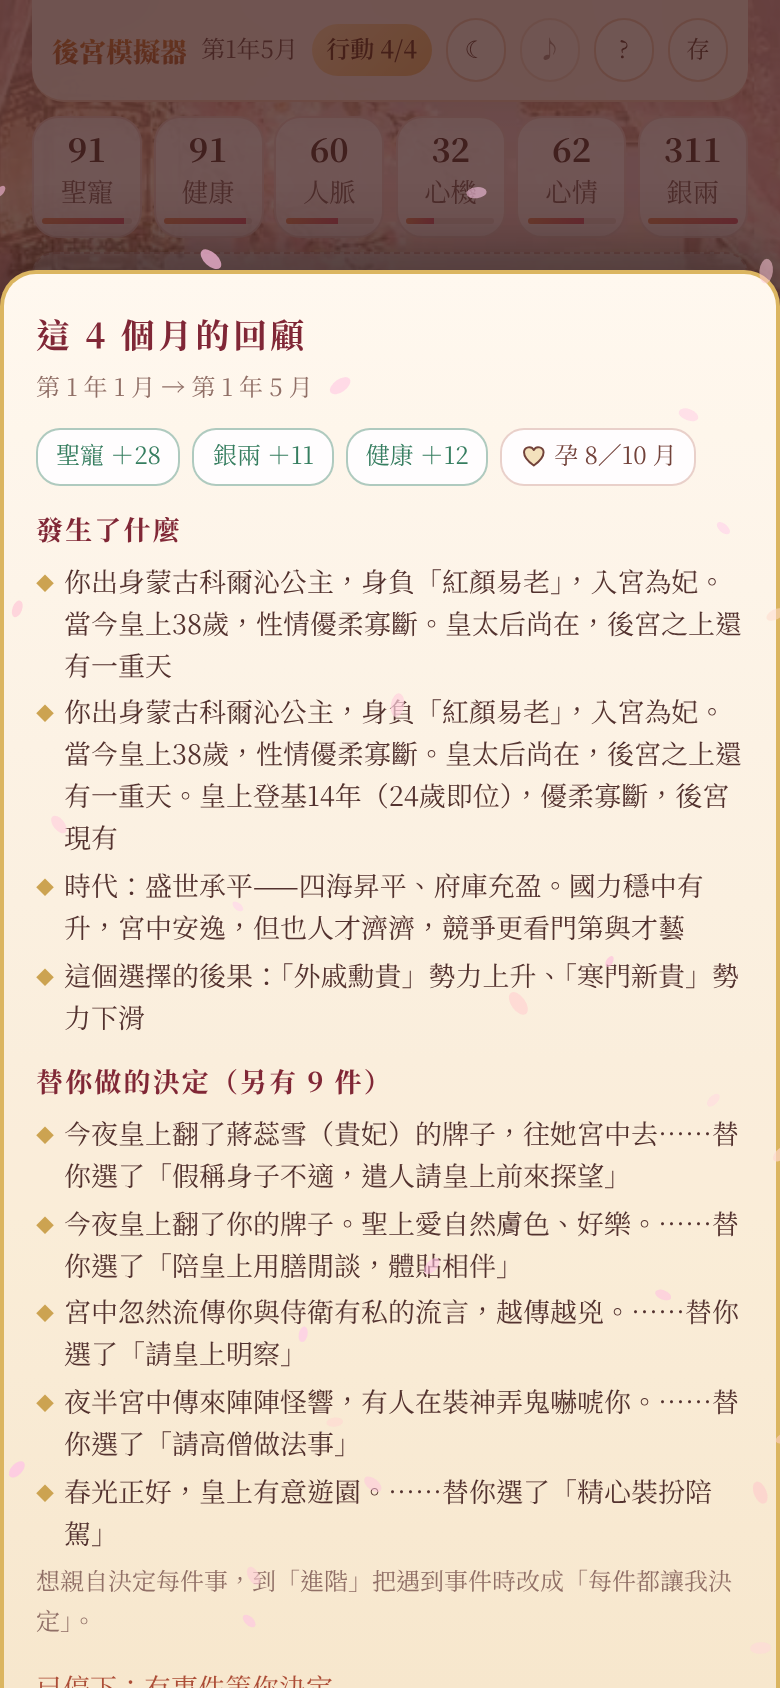 後宮模擬器 第1年5月 行動 4/4 ☾ ♪ ? 存
91 91 60 32 62 311
聖寵 健康 人脈 心機 心情 銀兩
這 4 個月的回顧
第 1 年 1 月 → 第 1 年 5 月
聖寵 +28 銀兩 +11 健康 +12 孕 8／10 月
發生了什麼
◆ 你出身蒙古科爾沁公主，身負「紅顏易老」，入宮為妃。
當今皇上38歲，性情優柔寡斷。皇太后尚在，後宮之上還
有一重天
◆ 你出身蒙古科爾沁公主，身負「紅顏易老」，入宮為妃。
當今皇上38歲，性情優柔寡斷。皇太后尚在，後宮之上還
有一重天。皇上登基14年（24歲即位），優柔寡斷，後宮
現有
◆ 時代：盛世承平——四海昇平、府庫充盈。國力穩中有
升，宮中安逸，但也人才濟濟，競爭更看門第與才藝
◆ 這個選擇的後果：「外戚勳貴」勢力上升、「寒門新貴」勢
力下滑
替你做的決定（另有 9 件）
◆ 今夜皇上翻了蔣蕊雪（貴妃）的牌子，往她宮中去……替
你選了「假稱身子不適，遣人請皇上前來探望」
◆ 今夜皇上翻了你的牌子。聖上愛自然膚色、好樂。……替
你選了「陪皇上用膳閒談，體貼相伴」
◆ 宮中忽然流傳你與侍衛有私的流言，越傳越兇。……替你
選了「請皇上明察」
◆ 夜半宮中傳來陣陣怪響，有人在裝神弄鬼嚇唬你。……替
你選了「請高僧做法事」
◆ 春光正好，皇上有意遊園。……替你選了「精心裝扮陪
駕」
想親自決定每件事，到「進階」把遇到事件時改成「每件都讓我決
定」。
已停下：有事件等你決定